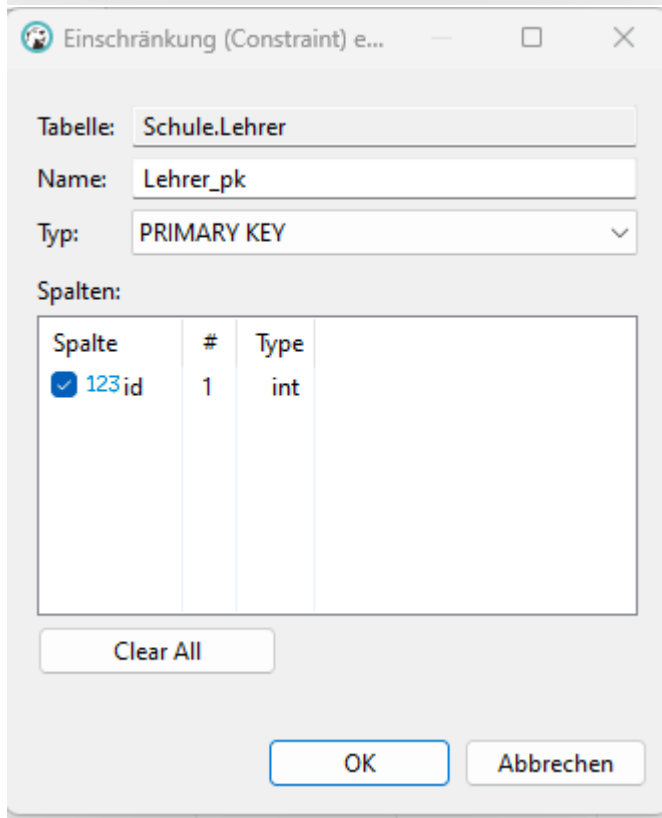 Einschränkung (Constraint) e...
Tabelle: Schule.Lehrer
Name: Lehrer_pk
Typ: PRIMARY KEY
Spalten:
Spalte # Type
123 id 1 int
Clear All
OK Abbrechen